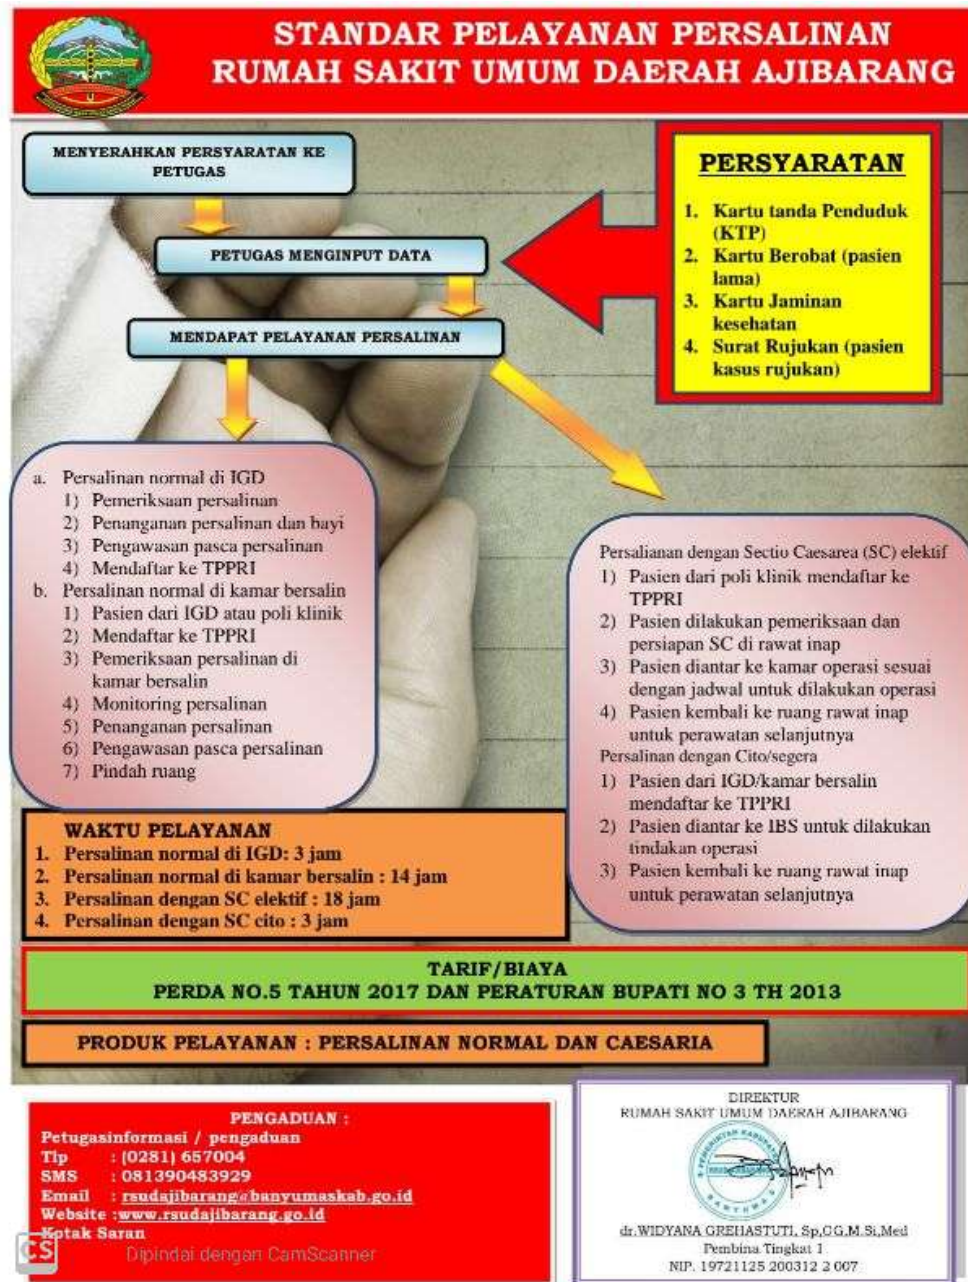 STANDAR PELAYANAN PERSALINAN
RUMAH SAKIT UMUM DAERAH AJIBARANG
MENYERAHKAN PERSYARATAN KE
PETUGAS
PETUGAS MENGINPUT DATA
MENDAPAT PELAYANAN PERSALINAN
PERSYARATAN
1. Kartu tanda Penduduk
(KTP)
2. Kartu Berobat (pasien
lama)
3. Kartu Jaminan
kesehatan
4. Surat Rujukan (pasien
kasus rujukan)
a. Persalinan normal di IGD
1) Pemeriksaan persalinan
2) Penanganan persalinan dan bayi
3) Pengawasan pasca persalinan
4) Mendaftar ke TPPRI
b. Persalinan normal di kamar bersalin
1) Pasien dari IGD atau poli klinik
2) Mendaftar ke TPPRI
3) Pemeriksaan persalinan di
kamar bersalin
4) Monitoring persalinan
5) Penanganan persalinan
6) Pengawasan pasca persalinan
7) Pindah ruang
Persalianan dengan Sectio Caesarea (SC) elektif
1) Pasien dari poli klinik mendaftar ke
TPPRI
2) Pasien dilakukan pemeriksaan dan
persiapan SC di rawat inap
3) Pasien diantar ke kamar operasi sesuai
dengan jadwal untuk dilakukan operasi
4) Pasien kembali ke ruang rawat inap
untuk perawatan selanjutnya
Persalinan dengan Cito/segera
1) Pasien dari IGD/kamar bersalin
mendaftar ke TPPRI
2) Pasien diantar ke IBS untuk dilakukan
tindakan operasi
3) Pasien kembali ke ruang rawat inap
untuk perawatan selanjutnya
WAKTU PELAYANAN
1. Persalinan normal di IGD: 3 jam
2. Persalinan normal di kamar bersalin : 14 jam
3. Persalinan dengan SC elektif : 18 jam
4. Persalinan dengan SC cito : 3 jam
TARIF/BIAYA
PERDA NO.5 TAHUN 2017 DAN PERATURAN BUPATI NO 3 TH 2013
PRODUK PELAYANAN : PERSALINAN NORMAL DAN CAESARIA
PENGADUAN :
Petugasinformasi / pengaduan
Tlp : (0281) 657004
SMS : 081390483929
Email : rsudajibarang@banyumaskab.go.id
Website :www.rsudajibarang.go.id
Kotak Saran
CS Dipindai dengan CamScanner
DIREKTUR
RUMAH SAKIT UMUM DAERAH AJIBARANG
dr.WIDYANA GREHASTUTI, Sp,OG,M.Si,Med
Pembina Tingkat 1
NIP. 19721125 200312 2 007